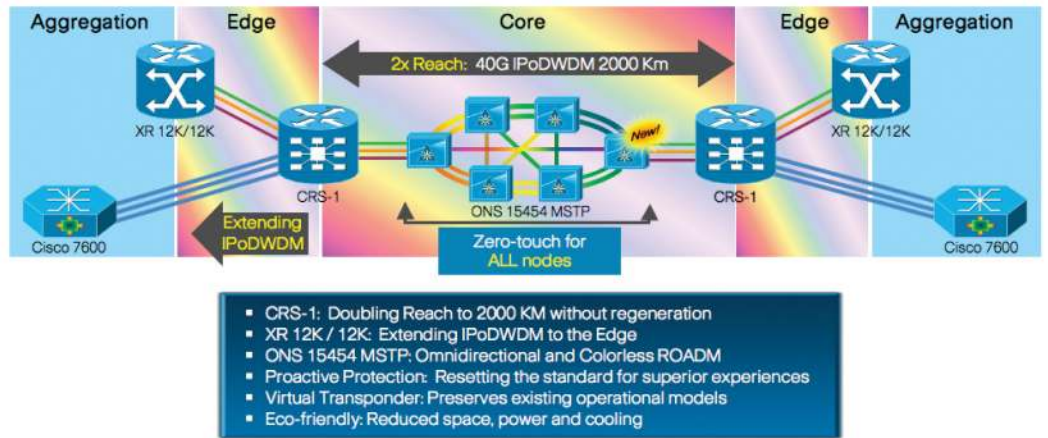 Aggregation
Edge
Core
Edge
Aggregation
2x Reach: 40G IPoDWDM 2000 Km
XR 12K/12K
XR 12K/12K
New!
CRS-1
CRS-1
ONS 15454 MSTP
Cisco 7600
Extending
IPoDWDM
Zero-touch for
ALL nodes
Cisco 7600
▪ CRS-1: Doubling Reach to 2000 KM without regeneration
▪ XR 12K / 12K: Extending IPoDWDM to the Edge
▪ ONS 15454 MSTP: Omnidirectional and Colorless ROADM
▪ Proactive Protection: Resetting the standard for superior experiences
▪ Virtual Transponder: Preserves existing operational models
▪ Eco-friendly: Reduced space, power and cooling